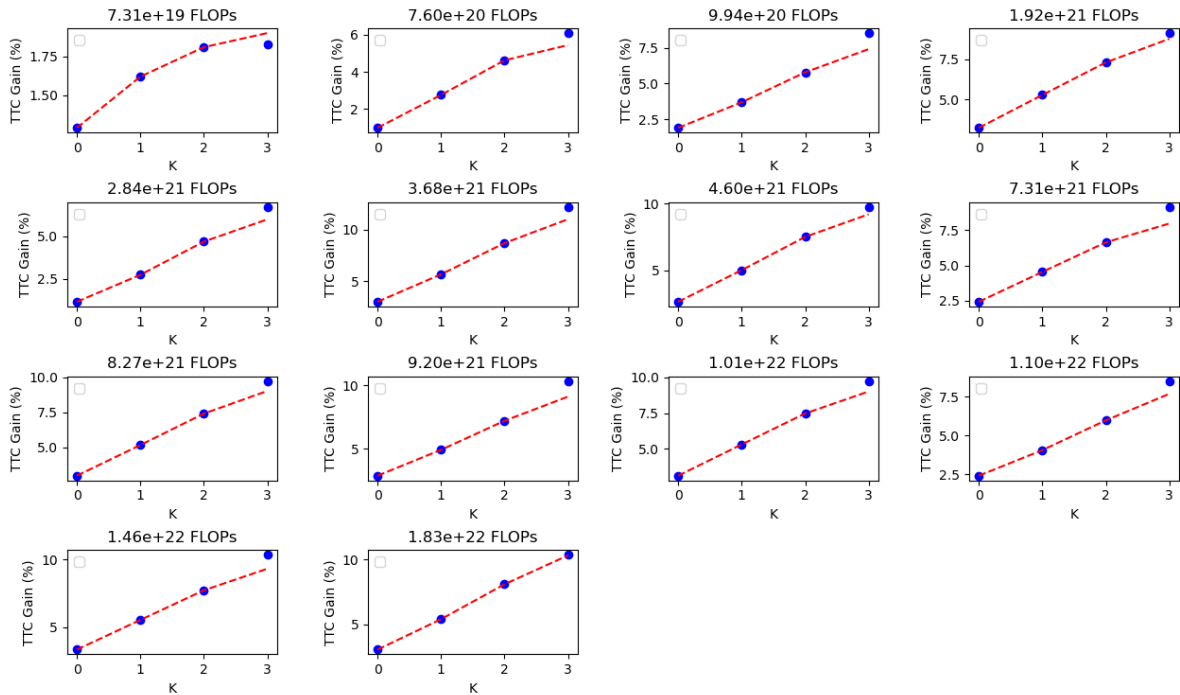 7.31e+19 FLOPs
TTC Gain (%)
1.75
1.50
0 1 2 3
K
7.60e+20 FLOPs
TTC Gain (%)
6
4
2
0 1 2 3
K
9.94e+20 FLOPs
TTC Gain (%)
7.5
5.0
2.5
0 1 2 3
K
1.92e+21 FLOPs
TTC Gain (%)
7.5
5.0
0 1 2 3
K
2.84e+21 FLOPs
TTC Gain (%)
5.0
2.5
0 1 2 3
K
3.68e+21 FLOPs
TTC Gain (%)
10
5
0 1 2 3
K
4.60e+21 FLOPs
TTC Gain (%)
10
5
0 1 2 3
K
7.31e+21 FLOPs
TTC Gain (%)
7.5
5.0
2.5
0 1 2 3
K
8.27e+21 FLOPs
TTC Gain (%)
10.0
7.5
5.0
0 1 2 3
K
9.20e+21 FLOPs
TTC Gain (%)
10
5
0 1 2 3
K
1.01e+22 FLOPs
TTC Gain (%)
10.0
7.5
5.0
0 1 2 3
K
1.10e+22 FLOPs
TTC Gain (%)
7.5
5.0
2.5
0 1 2 3
K
1.46e+22 FLOPs
TTC Gain (%)
10
5
0 1 2 3
K
1.83e+22 FLOPs
TTC Gain (%)
10
5
0 1 2 3
K